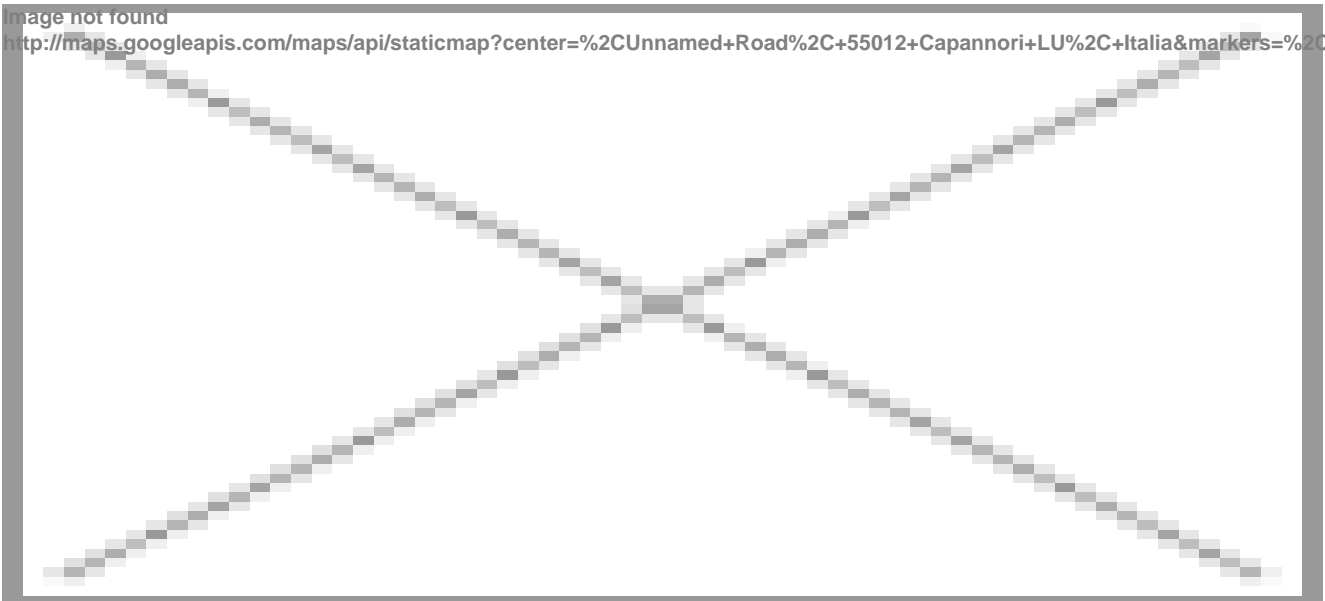 Image not found
http://maps.googleapis.com/maps/api/staticmap?center=%2CUnnamed+Road%2C+55012+Capannori+LU%2C+Italia&markers=%2C